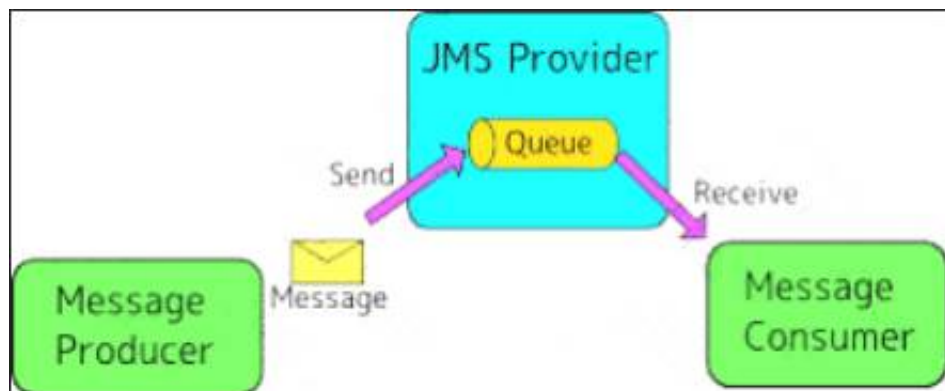 JMS Provider
Queue
Send
Receive
Message
Message
Producer
Message
Consumer